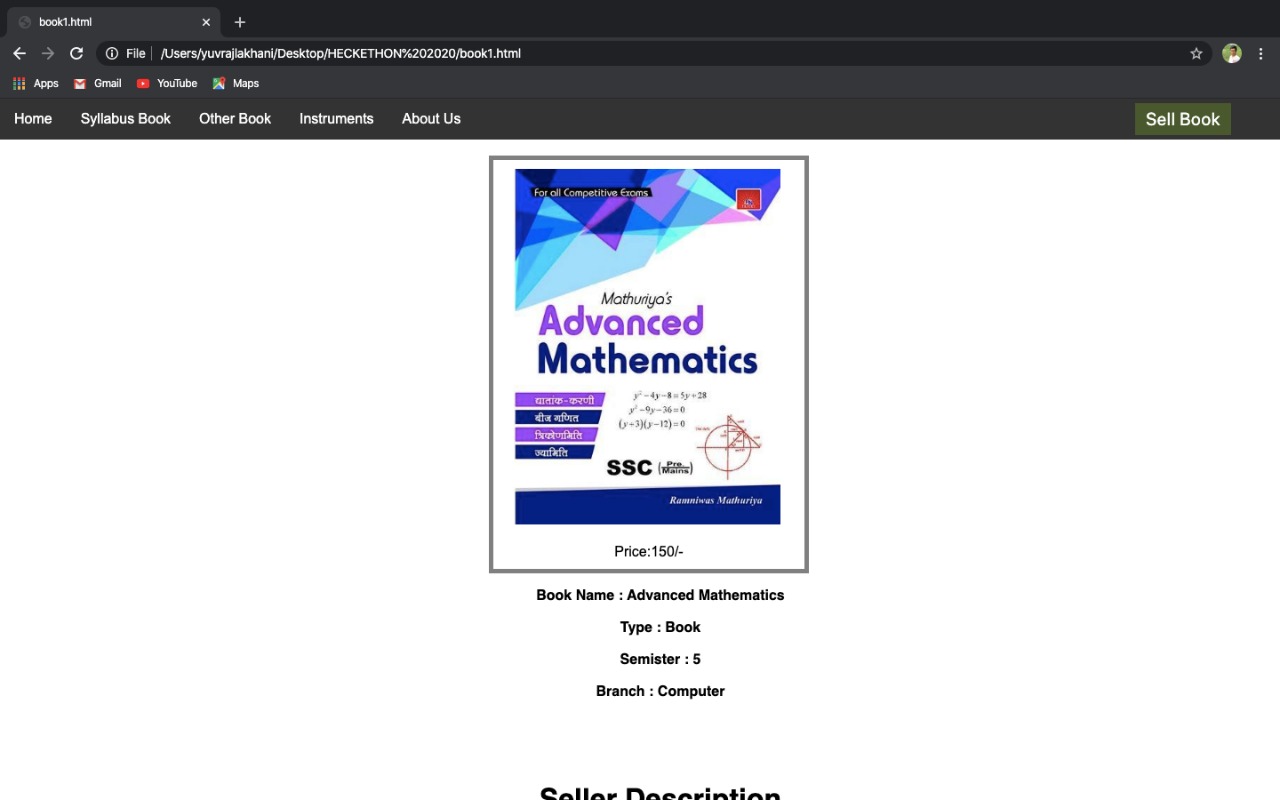 book1.html
File /Users/yuvrajlakhani/Desktop/HECKETHON%202020/book1.html
Apps Gmail YouTube Maps
Home Syllabus Book Other Book Instruments About Us Sell Book
For all Competitive Exams
Mathuriya's
Advanced
Mathematics
घातांक-करणी
बीज गणित
त्रिकोणमिति
ज्यामिति
y² −4y−8=5y+28
y² −9y−36=0
(y+3)(y−12)=0
SSC (Pre. Mains)
Ramniwas Mathuriya
Price:150/-
Book Name : Advanced Mathematics
Type : Book
Semister : 5
Branch : Computer
Seller Description